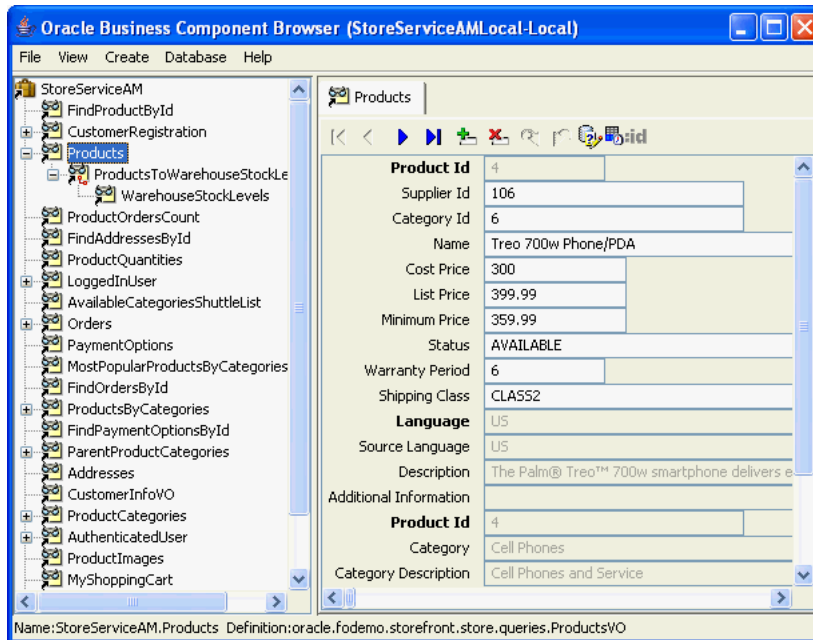 Oracle Business Component Browser (StoreServiceAMLocal-Local)
File View Create Database Help
StoreServiceAM
FindProductById
CustomerRegistration
Products
ProductsToWarehouseStockLe
WarehouseStockLevels
ProductOrdersCount
FindAddressesById
ProductQuantities
LoggedInUser
AvailableCategoriesShuttleList
Orders
PaymentOptions
MostPopularProductsByCategories
FindOrdersById
ProductsByCategories
FindPaymentOptionsById
ParentProductCategories
Addresses
CustomerInfoVO
ProductCategories
AuthenticatedUser
ProductImages
MyShoppingCart
Products
:id
Product Id 4
Supplier Id 106
Category Id 6
Name Treo 700w Phone/PDA
Cost Price 300
List Price 399.99
Minimum Price 359.99
Status AVAILABLE
Warranty Period 6
Shipping Class CLASS2
Language US
Source Language US
Description The Palm® Treo™ 700w smartphone delivers e
Additional Information
Product Id 4
Category Cell Phones
Category Description Cell Phones and Service
Name:StoreServiceAM.Products Definition:oracle.fodemo.storefront.store.queries.ProductsVO